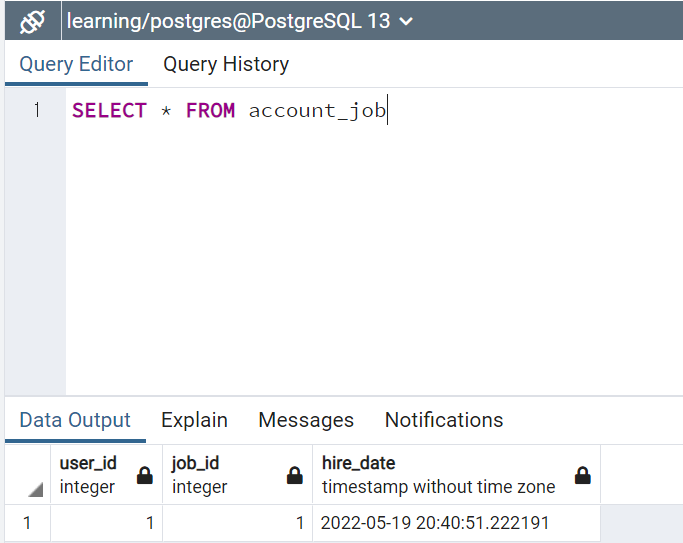 learning/postgres@PostgreSQL 13
Query Editor Query History
1 SELECT * FROM account_job
Data Output Explain Messages Notifications
user_id job_id hire_date
integer integer timestamp without time zone
1 1 1 2022-05-19 20:40:51.222191